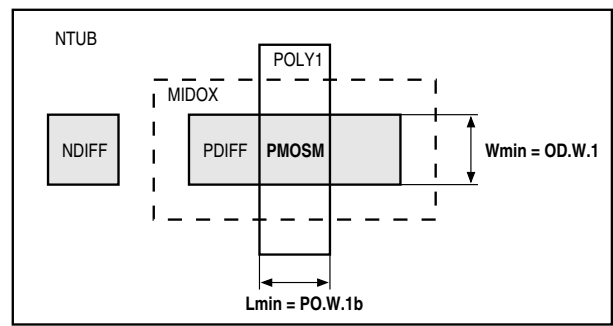 NTUB
POLY1
MIDOX
NDIFF
PDIFF PMOSM
Wmin = OD.W.1
Lmin = PO.W.1b